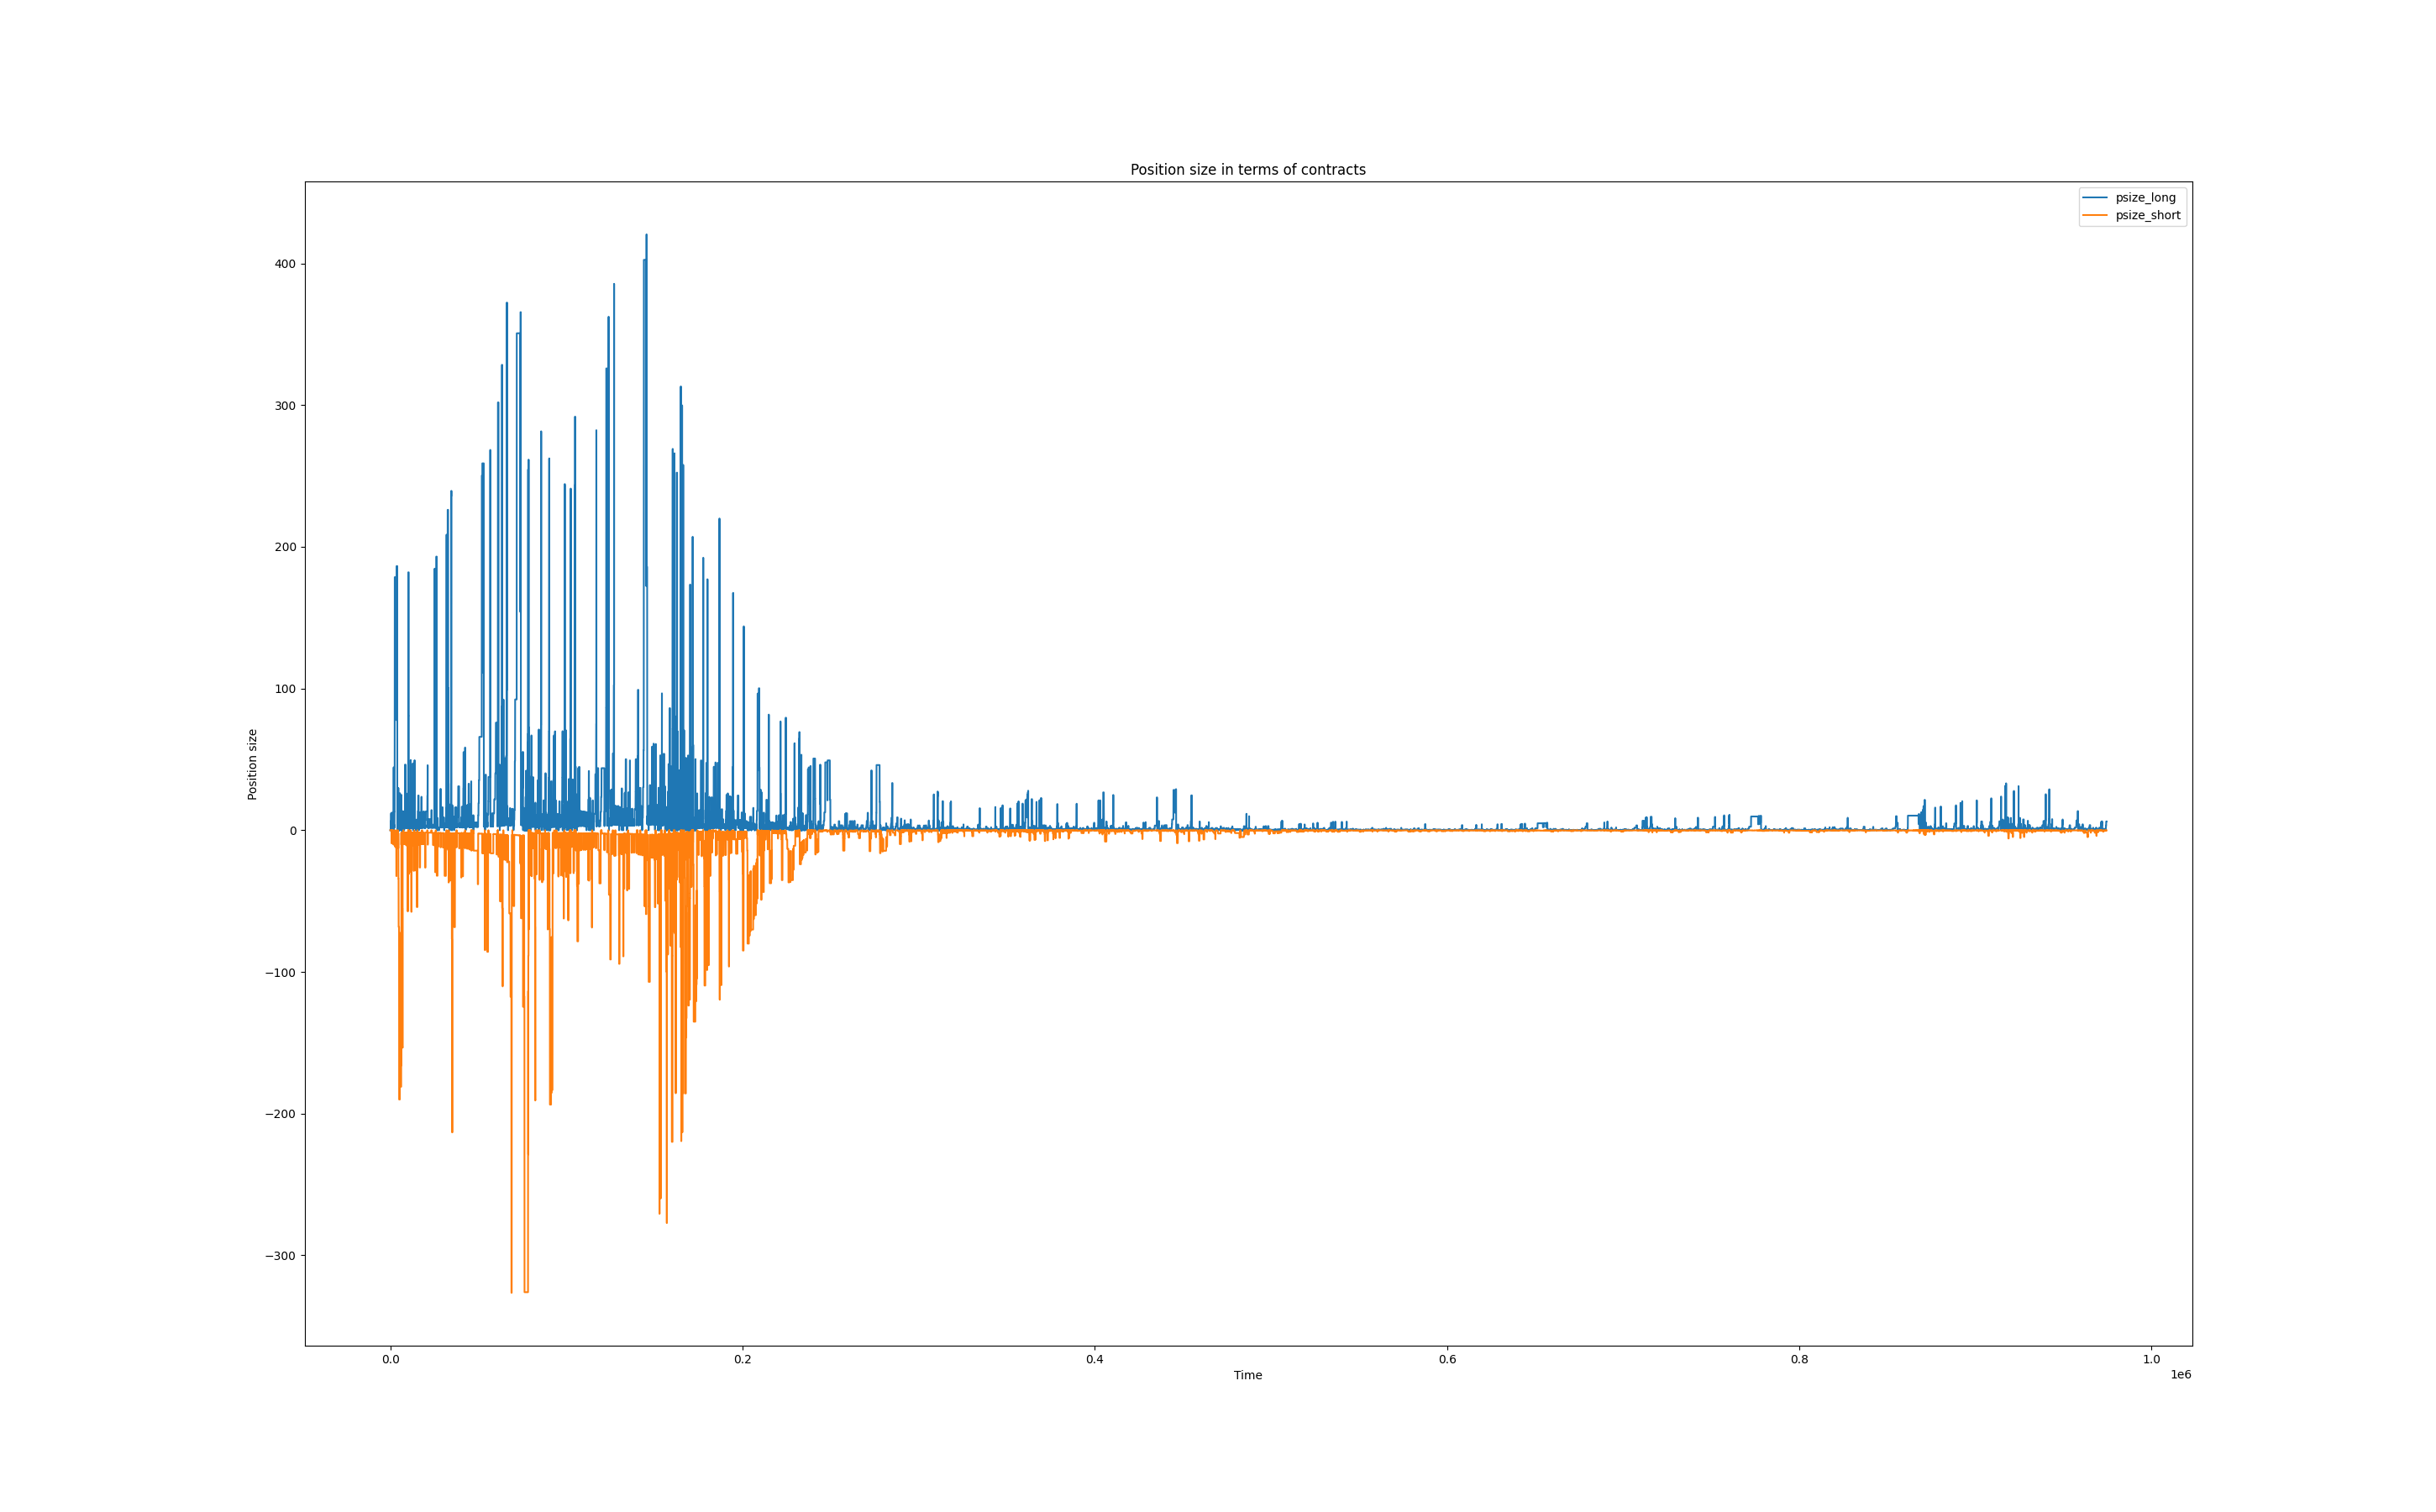 Position size in terms of contracts
psize_long
psize_short
Position size
400
300
200
100
0
−100
−200
−300
0.0 0.2 0.4 0.6 0.8 1.0
1e6
Time